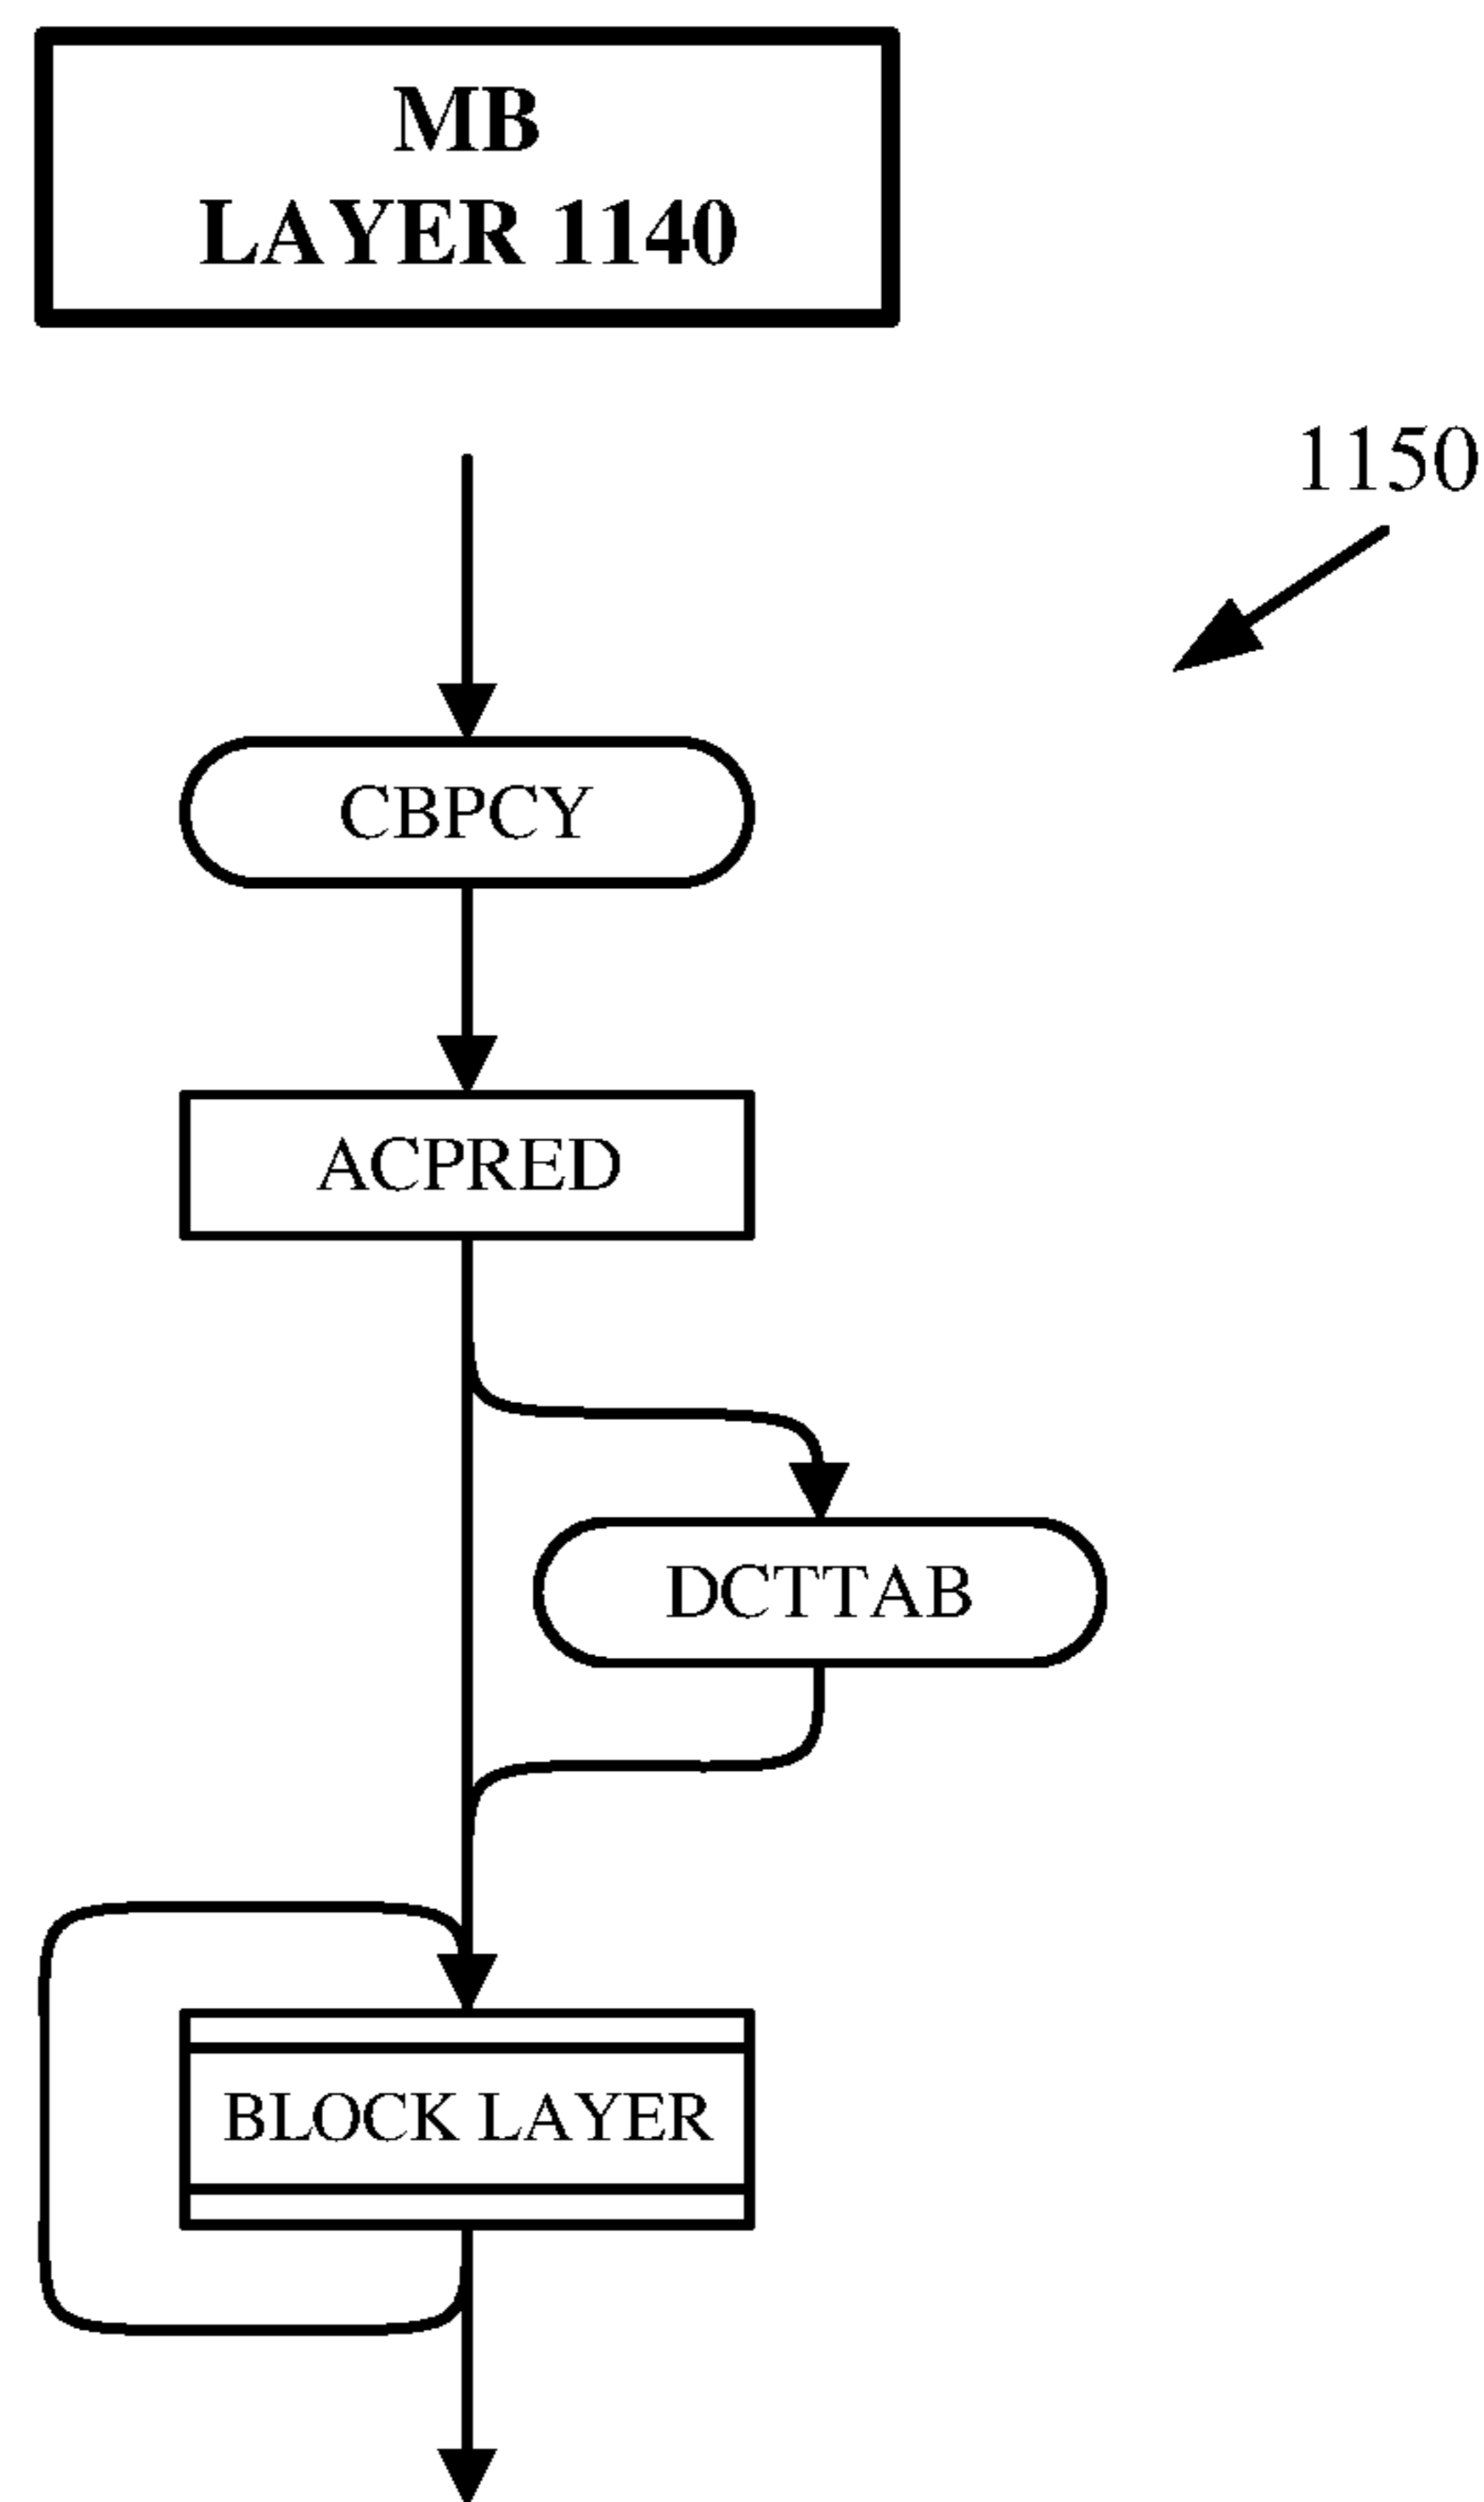 MB
LAYER 1140
1150
CBPCY
ACPRED
DCTTAB
BLOCK LAYER